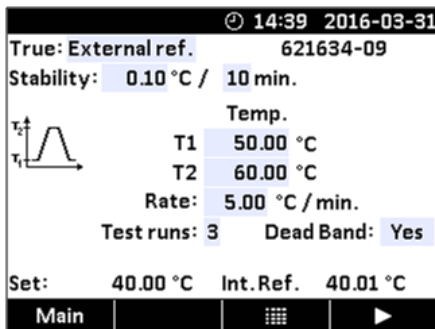 14:39 2016-03-31
True: External ref. 621634-09
Stability: 0.10 °C / 10 min.
Temp.
T2
T1
T1 50.00 °C
T2 60.00 °C
Rate: 5.00 °C / min.
Test runs: 3 Dead Band: Yes
Set: 40.00 °C Int. Ref. 40.01 °C
Main